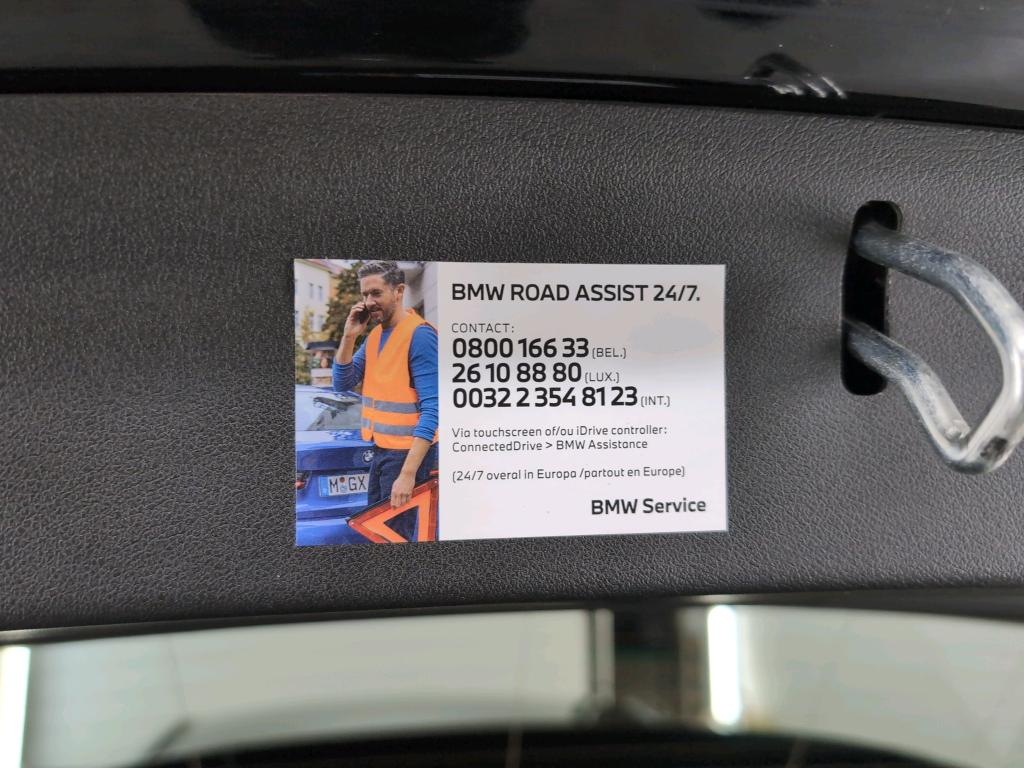 BMW ROAD ASSIST 24/7.
CONTACT:
0800 166 33 (BEL.)
26 10 88 80 (LUX.)
0032 2 354 81 23 (INT.)
Via touchscreen of/ou iDrive controller:
ConnectedDrive > BMW Assistance
(24/7 overal in Europa /partout en Europe)
BMW Service
M GX